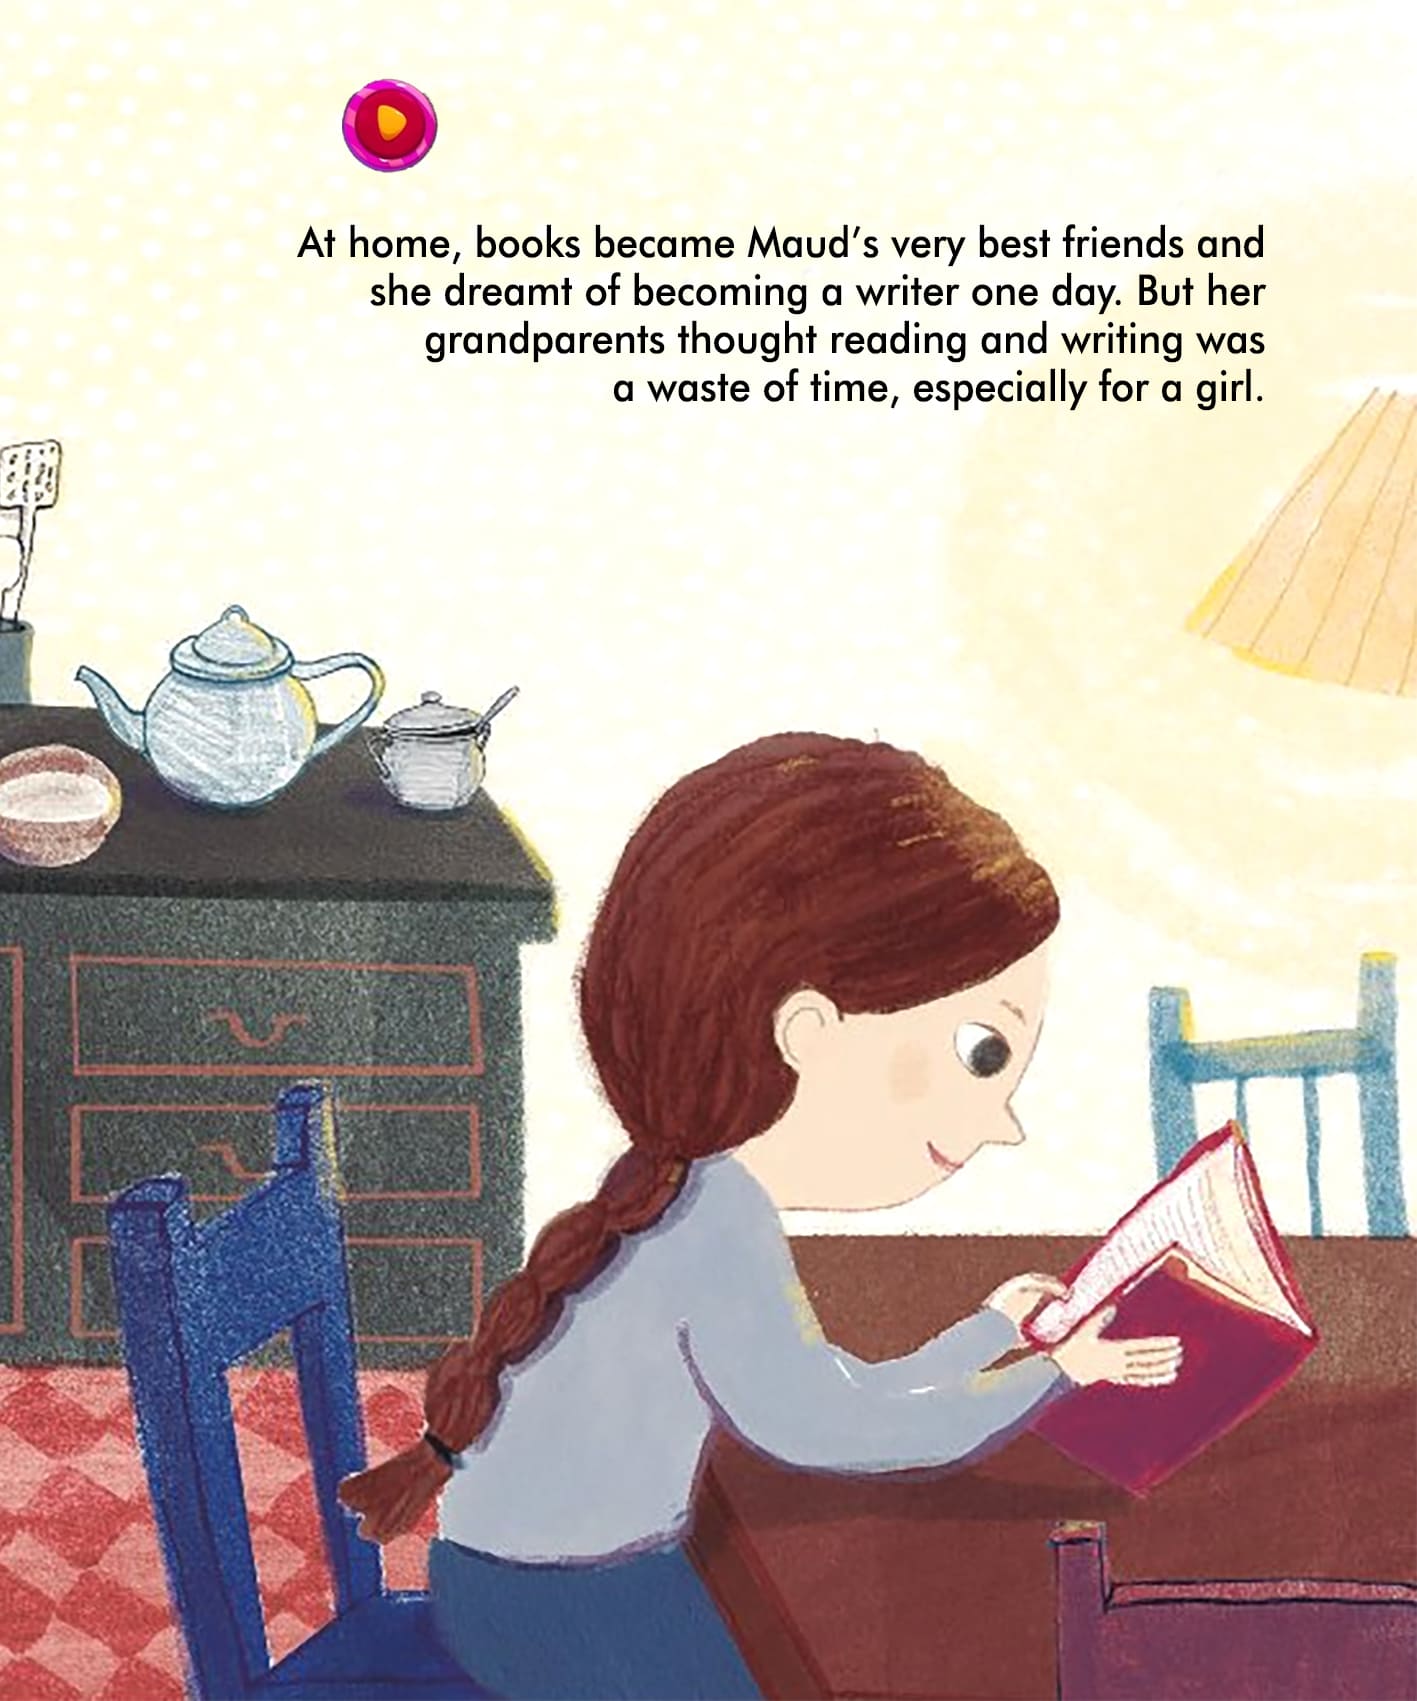 At home, books became Maud’s very best friends and
she dreamt of becoming a writer one day. But her
grandparents thought reading and writing was
a waste of time, especially for a girl.